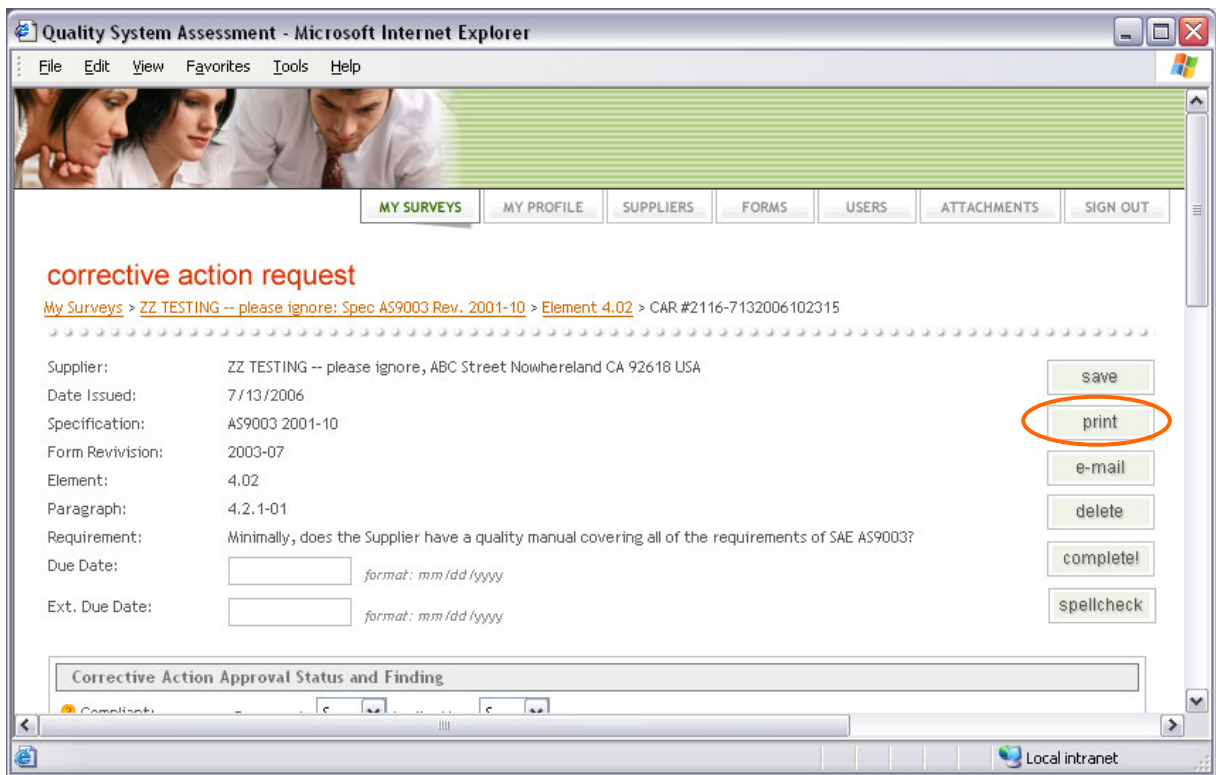 Quality System Assessment - Microsoft Internet Explorer
File Edit View Favorites Tools Help
MY SURVEYS MY PROFILE SUPPLIERS FORMS USERS ATTACHMENTS SIGN OUT
corrective action request
My Surveys > ZZ TESTING -- please ignore: Spec AS9003 Rev. 2001-10 > Element 4.02 > CAR #2116-7132006102315
Supplier: ZZ TESTING -- please ignore, ABC Street Nowhereland CA 92618 USA
save
Date Issued: 7/13/2006
Specification: AS9003 2001-10
print
Form Revivision: 2003-07
Element: 4.02
e-mail
Paragraph: 4.2.1-01
delete
Requirement: Minimally, does the Supplier have a quality manual covering all of the requirements of SAE AS9003?
Due Date: format: mm/dd/yyyy
complete!
Ext. Due Date: format: mm/dd/yyyy
spellcheck
Corrective Action Approval Status and Finding
Compliant:
Local intranet